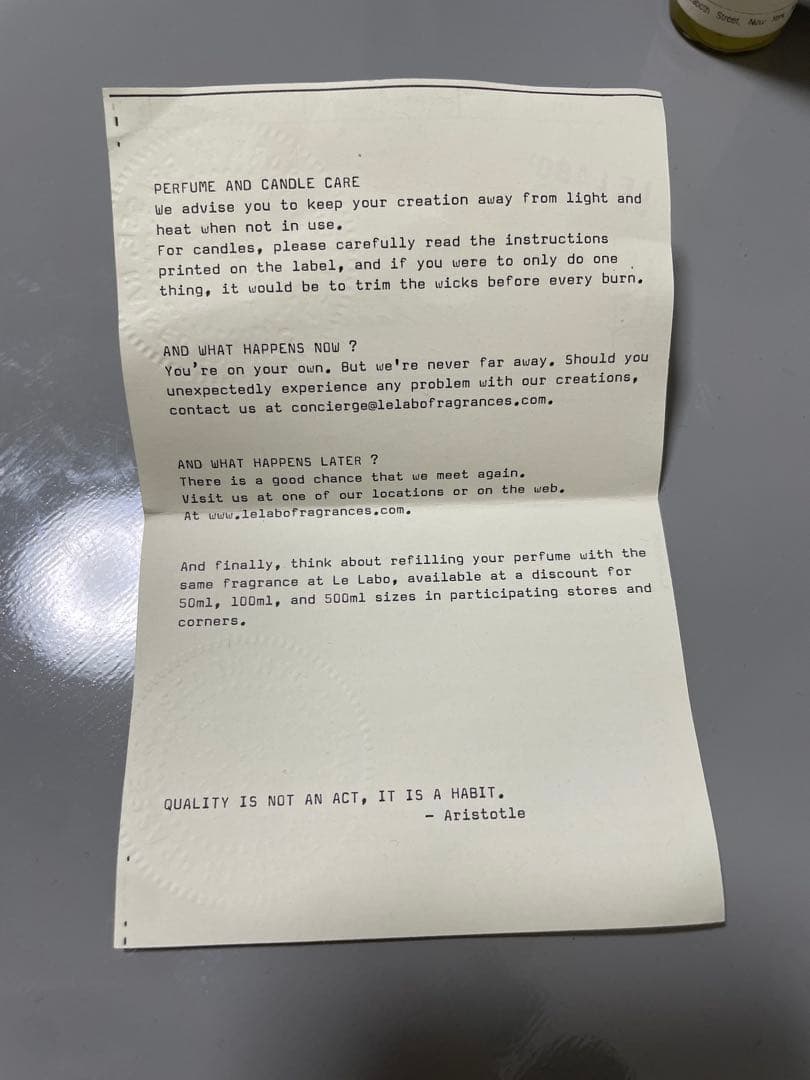 Street, New York
PERFUME AND CANDLE CARE
We advise you to keep your creation away from light and
heat when not in use.
For candles, please carefully read the instructions
printed on the label, and if you were to only do one
thing, it would be to trim the wicks before every burn.
AND WHAT HAPPENS NOW ?
You're on your own. But we're never far away. Should you
unexpectedly experience any problem with our creations,
contact us at concierge@lelabofragrances.com.
AND WHAT HAPPENS LATER ?
There is a good chance that we meet again.
Visit us at one of our locations or on the web.
At www.lelabofragrances.com.
And finally, think about refilling your perfume with the
same fragrance at Le Labo, available at a discount for
50ml, 100ml, and 500ml sizes in participating stores and
corners.
QUALITY IS NOT AN ACT, IT IS A HABIT.
- Aristotle